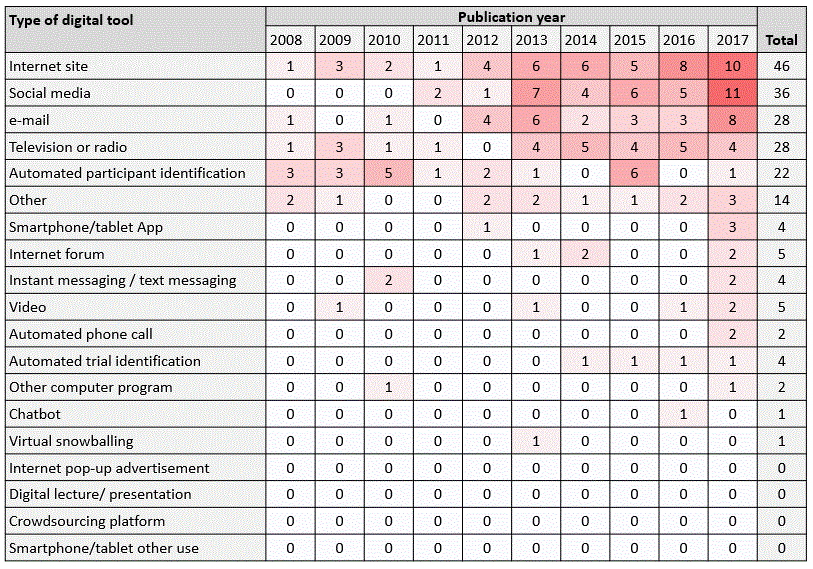 Type of digital tool Publication year
2008 2009 2010 2011 2012 2013 2014 2015 2016 2017 Total
Internet site 1 3 2 1 4 6 6 5 8 10 46
Social media 0 0 0 2 1 7 4 6 5 11 36
e-mail 1 0 1 0 4 6 2 3 3 8 28
Television or radio 1 3 1 1 0 4 5 4 5 4 28
Automated participant identification 3 3 5 1 2 1 0 6 0 1 22
Other 2 1 0 0 2 2 1 1 2 3 14
Smartphone/tablet App 0 0 0 0 1 0 0 0 0 3 4
Internet forum 0 0 0 0 0 1 2 0 0 2 5
Instant messaging / text messaging 0 0 2 0 0 0 0 0 0 2 4
Video 0 1 0 0 0 1 0 0 1 2 5
Automated phone call 0 0 0 0 0 0 0 0 0 2 2
Automated trial identification 0 0 0 0 0 0 1 1 1 1 4
Other computer program 0 0 1 0 0 0 0 0 0 1 2
Chatbot 0 0 0 0 0 0 0 0 1 0 1
Virtual snowballing 0 0 0 0 0 1 0 0 0 0 1
Internet pop-up advertisement 0 0 0 0 0 0 0 0 0 0 0
Digital lecture/ presentation 0 0 0 0 0 0 0 0 0 0 0
Crowdsourcing platform 0 0 0 0 0 0 0 0 0 0 0
Smartphone/tablet other use 0 0 0 0 0 0 0 0 0 0 0